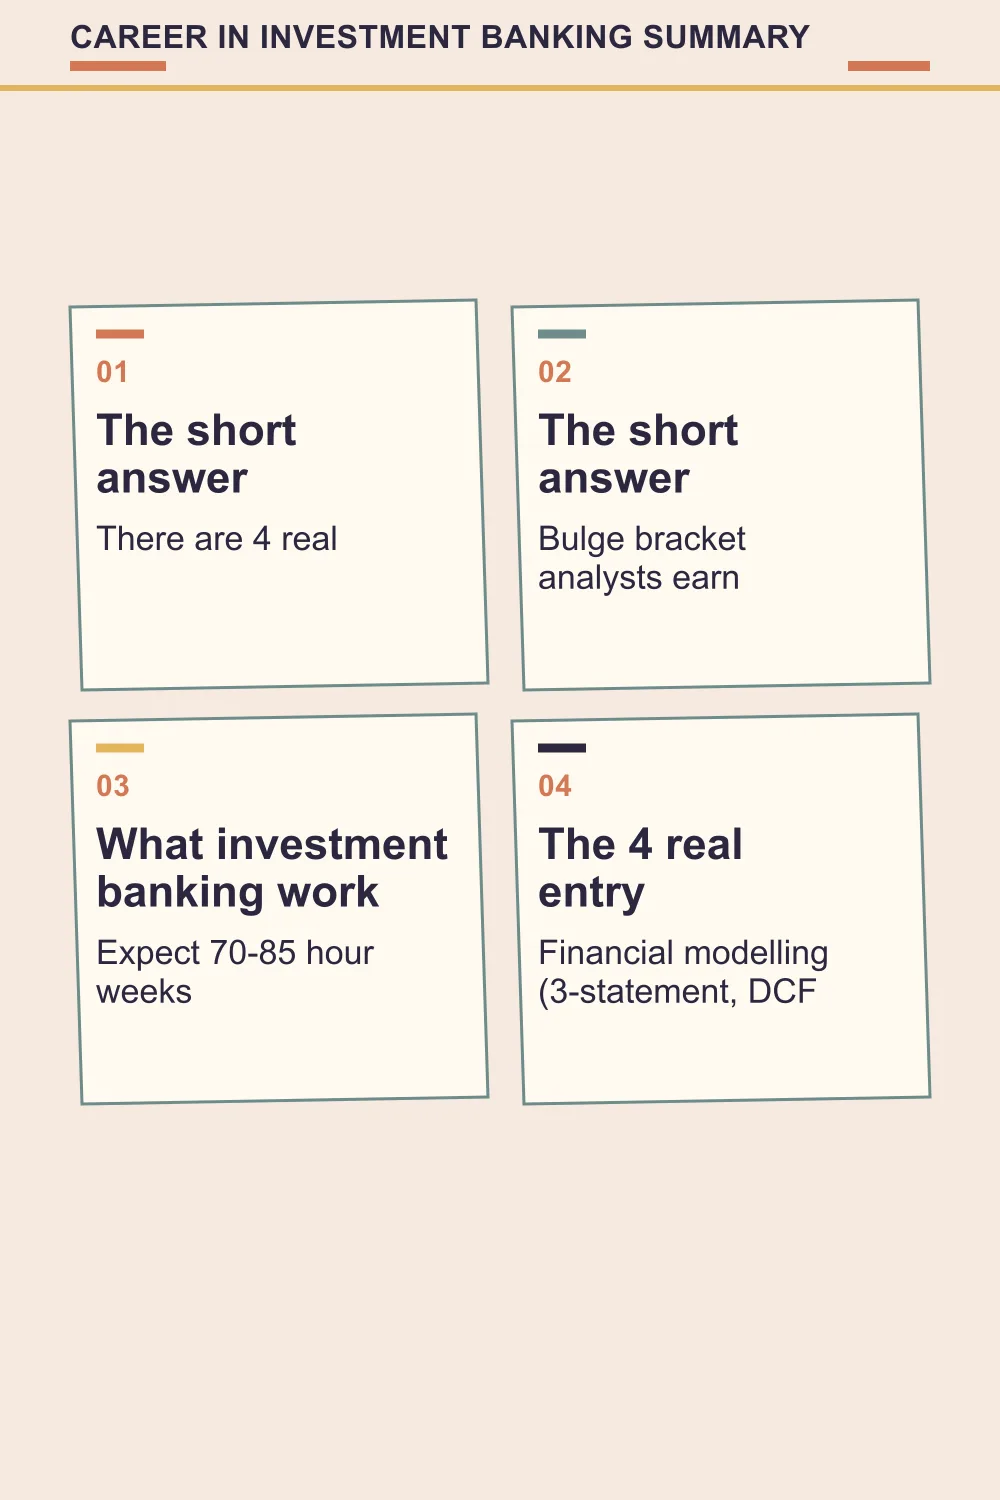 CAREER IN INVESTMENT BANKING SUMMARY
01
The short
answer
There are 4 real
02
The short
answer
Bulge bracket
analysts earn
03
What investment
banking work
Expect 70-85 hour
weeks
04
The 4 real
entry
Financial modelling
(3-statement, DCF